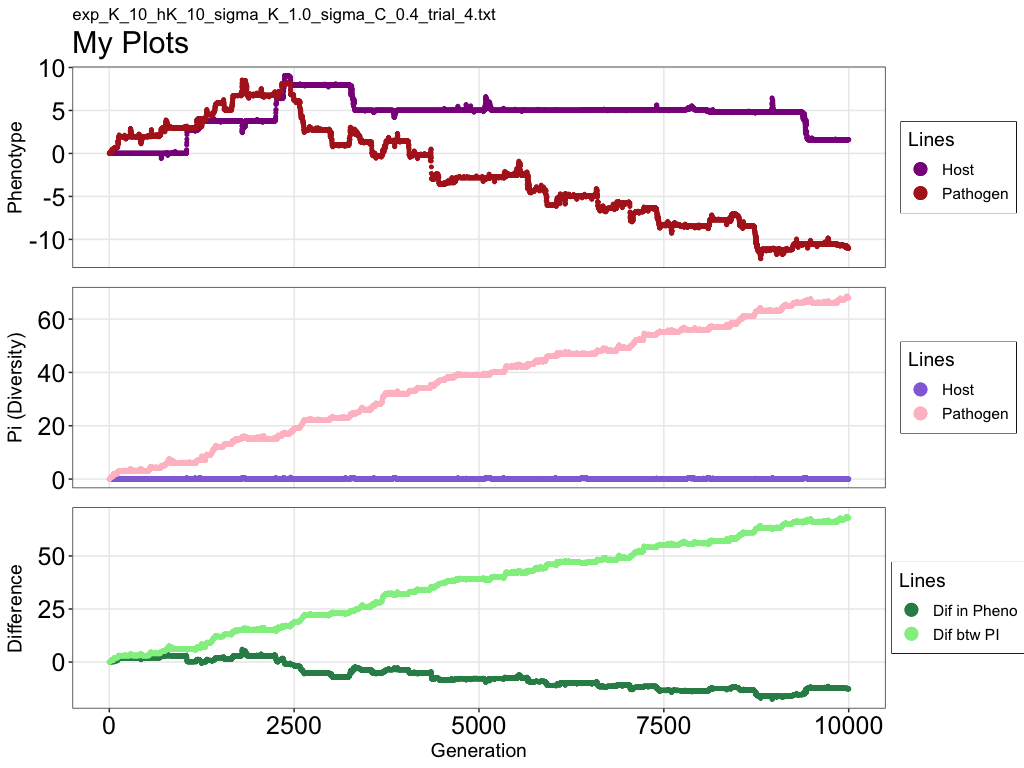 exp_K_10_hK_10_sigma_K_1.0_sigma_C_0.4_trial_4.txt
My Plots
10
5
0
-5
-10
Phenotype
Lines
Host
Pathogen
60
40
20
0
Pi (Diversity)
Lines
Host
Pathogen
50
25
0
Difference
Lines
Dif in Pheno
Dif btw PI
0 2500 5000 7500 10000
Generation